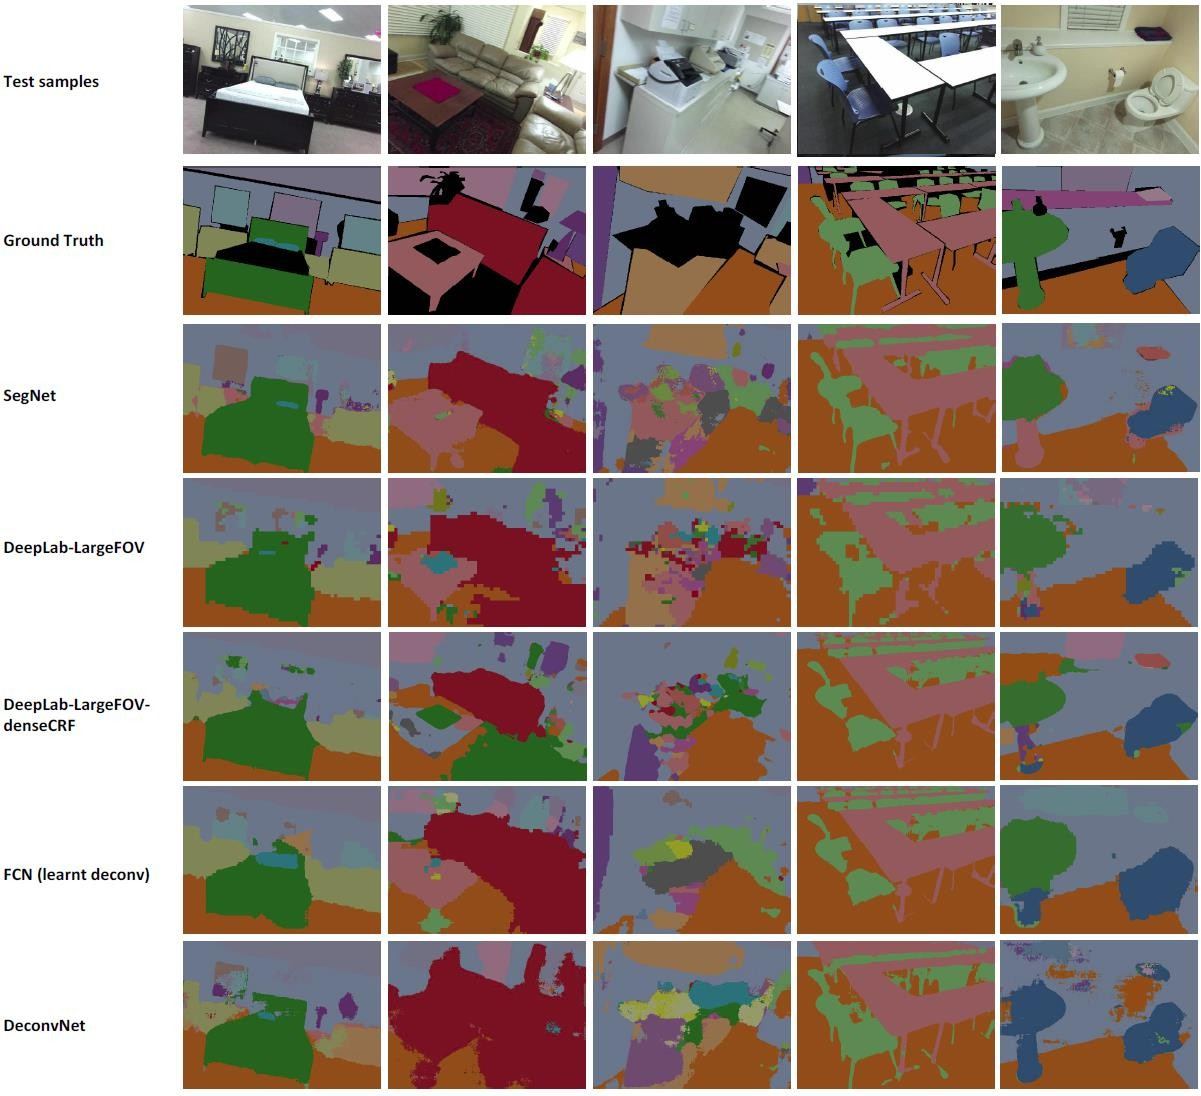 Test samples
Ground Truth
SegNet
DeepLab-LargeFOV
DeepLab-LargeFOV-
denseCRF
FCN (learnt deconv)
DeconvNet